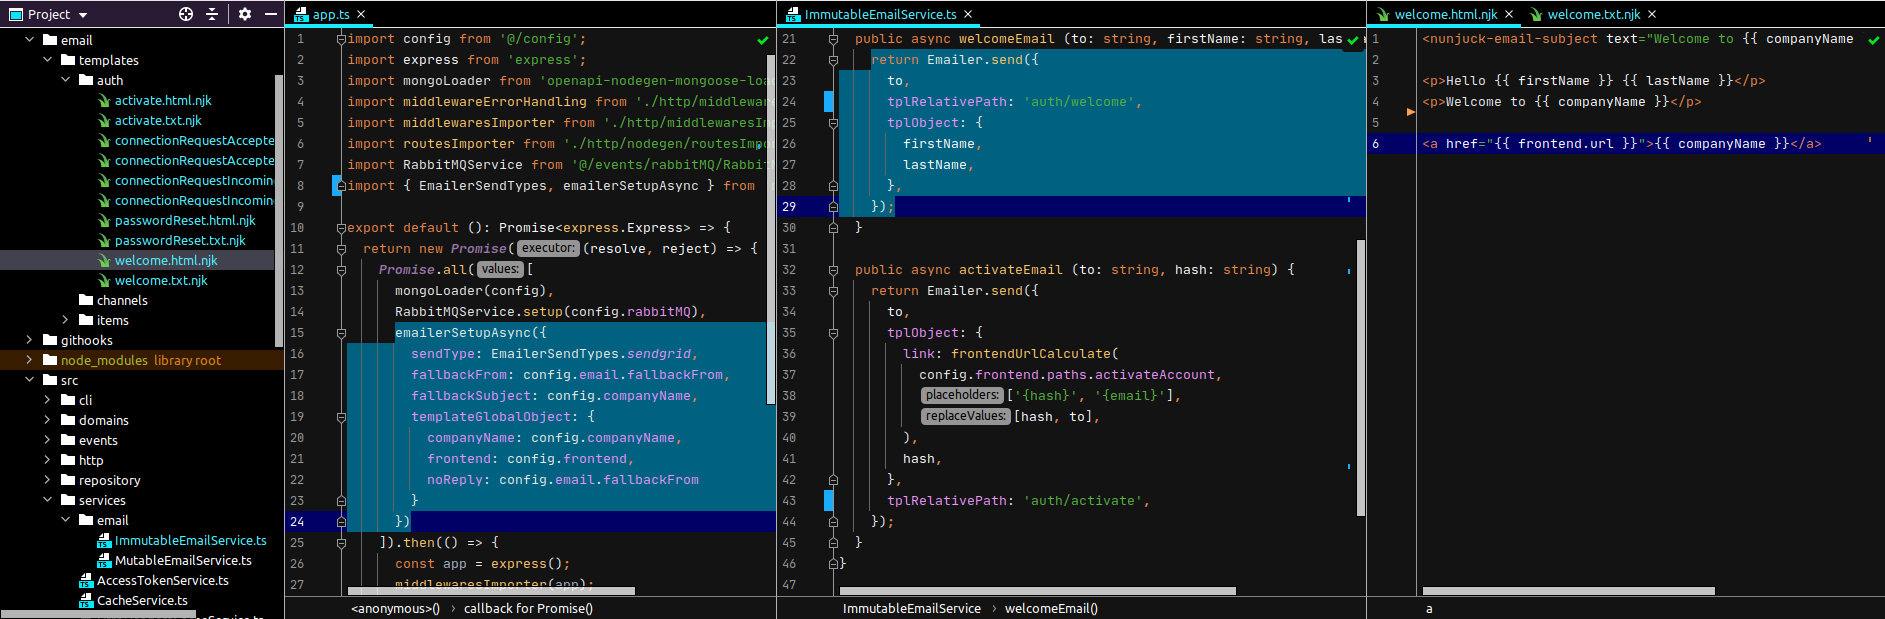 Project
email
templates
auth
activate.html.njk
activate.txt.njk
connectionRequestAccepte
connectionRequestAccepte
connectionRequestIncomin
connectionRequestIncomin
passwordReset.html.njk
passwordReset.txt.njk
welcome.html.njk
welcome.txt.njk
channels
items
githooks
node_modules library root
src
cli
domains
events
http
repository
services
email
ImmutableEmailService.ts
MutableEmailService.ts
AccessTokenService.ts
CacheService.ts
app.ts
1 import config from '@/config';
2 import express from 'express';
3 import mongoLoader from 'openapi-nodegen-mongoose-loa
4 import middlewareErrorHandling from './http/middleware
5 import middlewaresImporter from './http/middlewaresIm
6 import routesImporter from './http/nodegen/routesImpo
7 import RabbitMQService from '@/events/rabbitMQ/Rabbit
8 import { EmailerSendTypes, emailerSetupAsync } from
9
10 export default (): Promise<express.Express> => {
11 return new Promise( executor: (resolve, reject) => {
12 Promise.all( values: [
13 mongoLoader(config),
14 RabbitMQService.setup(config.rabbitMQ),
15 emailerSetupAsync({
16 sendType: EmailerSendTypes.sendgrid,
17 fallbackFrom: config.email.fallbackFrom,
18 fallbackSubject: config.companyName,
19 templateGlobalObject: {
20 companyName: config.companyName,
21 frontend: config.frontend,
22 noReply: config.email.fallbackFrom
23 }
24 })
25 ]).then(() => {
26 const app = express();
27 middlewaresImporter(app);
<anonymous>() › callback for Promise()
ImmutableEmailService.ts
21 public async welcomeEmail (to: string, firstName: string, las
22 return Emailer.send({
23 to,
24 tplRelativePath: 'auth/welcome',
25 tplObject: {
26 firstName,
27 lastName,
28 },
29 });
30 }
31
32 public async activateEmail (to: string, hash: string) {
33 return Emailer.send({
34 to,
35 tplObject: {
36 link: frontendUrlCalculate(
37 config.frontend.paths.activateAccount,
38 placeholders: ['{hash}', '{email}'],
39 replaceValues: [hash, to],
40 ),
41 hash,
42 },
43 tplRelativePath: 'auth/activate',
44 });
45 }
46 }
47
ImmutableEmailService › welcomeEmail()
welcome.html.njk welcome.txt.njk
1 <nunjuck-email-subject text="Welcome to {{ companyName
2
3 <p>Hello {{ firstName }} {{ lastName }}</p>
4 <p>Welcome to {{ companyName }}</p>
5
6 <a href="{{ frontend.url }}">{{ companyName }}</a>
a